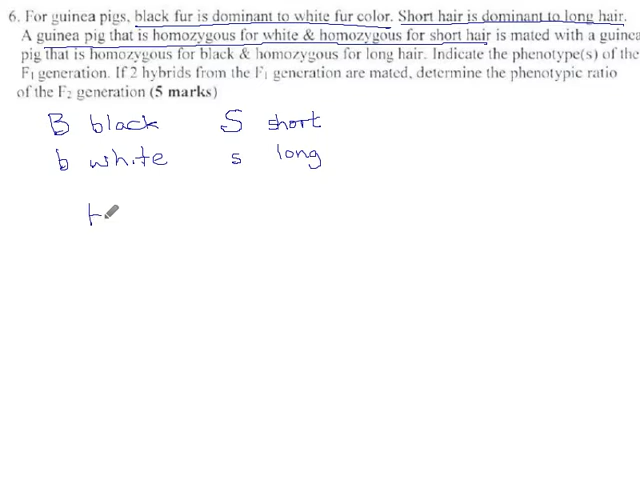 6. For guinea pigs, black fur is dominant to white fur color. Short hair is dominant to long hair.
A guinea pig that is homozygous for white & homozygous for short hair is mated with a guinea
pig that is homozygous for black & homozygous for long hair. Indicate the phenotype(s) of the
F1 generation. If 2 hybrids from the F1 generation are mated, determine the phenotypic ratio
of the F2 generation (5 marks)
B black S short
b white s long